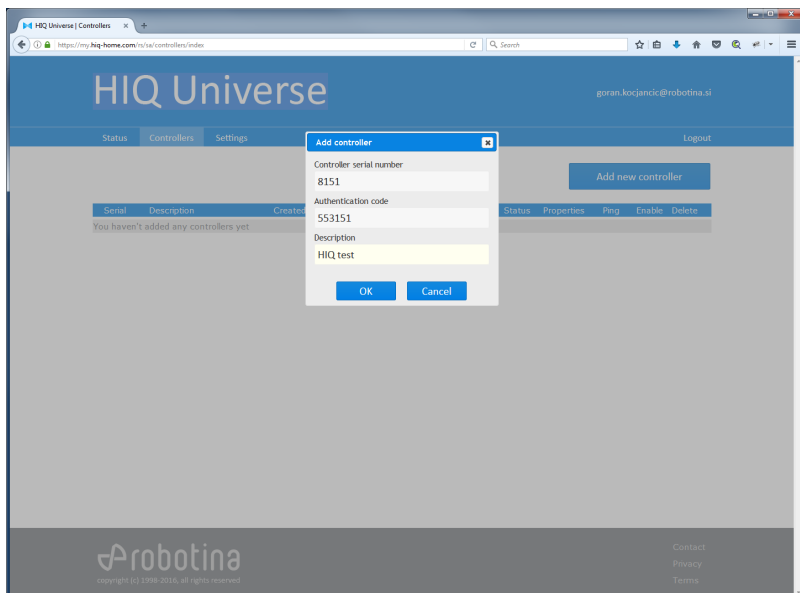 HIQ Universe | Controllers
https://my.hiq-home.com/rs/sa/controllers/index
Search
HIQ Universe
goran.kocjancic@robotina.si
Status Controllers Settings Logout
Add controller
Controller serial number
8151
Add new controller
Authentication code
553151
Serial Description Created Status Properties Ping Enable Delete
You haven't added any controllers yet
Description
HIQ test
OK Cancel
robotina
copyright (c) 1998-2016, all rights reserved
Contact
Privacy
Terms